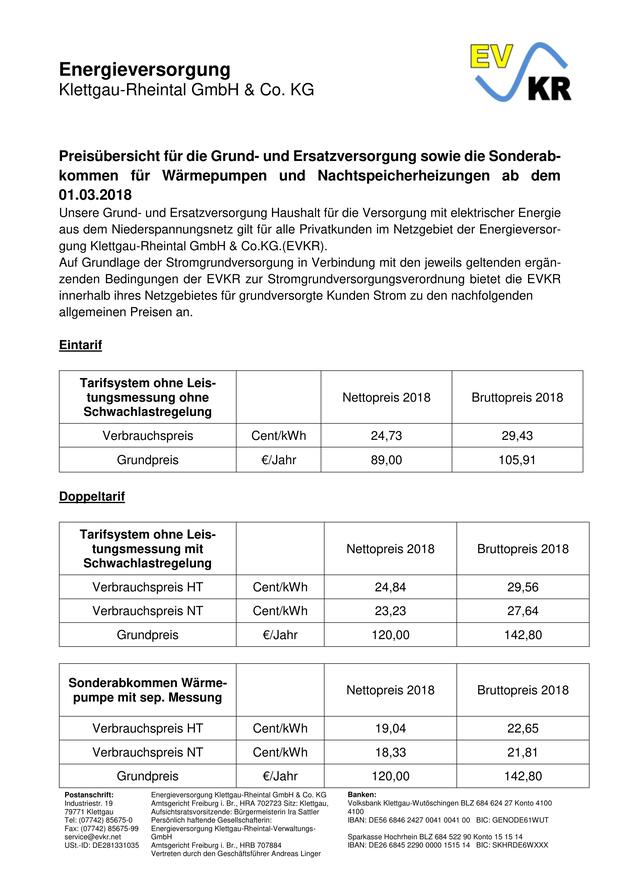 Energieversorgung
Klettgau-Rheintal GmbH & Co. KG
EV
KR
Preisübersicht für die Grund- und Ersatzversorgung sowie die Sonderab-
kommen für Wärmepumpen und Nachtspeicherheizungen ab dem
01.03.2018
Unsere Grund- und Ersatzversorgung Haushalt für die Versorgung mit elektrischer Energie
aus dem Niederspannungsnetz gilt für alle Privatkunden im Netzgebiet der Energieversor-
gung Klettgau-Rheintal GmbH & Co.KG.(EVKR).
Auf Grundlage der Stromgrundversorgung in Verbindung mit den jeweils geltenden ergän-
zenden Bedingungen der EVKR zur Stromgrundversorgungsverordnung bietet die EVKR
innerhalb ihres Netzgebietes für grundversorgte Kunden Strom zu den nachfolgenden
allgemeinen Preisen an.
Eintarif
Tarifsystem ohne Leis-
tungsmessung ohne
Schwachlastregelung
Nettopreis 2018 Bruttopreis 2018
Verbrauchspreis Cent/kWh 24,73 29,43
Grundpreis €/Jahr 89,00 105,91
Doppeltarif
Tarifsystem ohne Leis-
tungsmessung mit
Schwachlastregelung
Nettopreis 2018 Bruttopreis 2018
Verbrauchspreis HT Cent/kWh 24,84 29,56
Verbrauchspreis NT Cent/kWh 23,23 27,64
Grundpreis €/Jahr 120,00 142,80
Sonderabkommen Wärme-
pumpe mit sep. Messung
Nettopreis 2018 Bruttopreis 2018
Verbrauchspreis HT Cent/kWh 19,04 22,65
Verbrauchspreis NT Cent/kWh 18,33 21,81
Grundpreis €/Jahr 120,00 142,80
Postanschrift:
Industriestr. 19
79771 Klettgau
Tel: (07742) 85675-0
Fax: (07742) 85675-99
service@evkr.net
USt.-ID: DE281331035
Energieversorgung Klettgau-Rheintal GmbH & Co. KG
Amtsgericht Freiburg i. Br., HRA 702723 Sitz: Klettgau,
Aufsichtsratsvorsitzende: Bürgermeisterin Ira Sattler
Persönlich haftende Gesellschafterin:
Energieversorgung Klettgau-Rheintal-Verwaltungs-
GmbH
Amtsgericht Freiburg i. Br., HRB 707884
Vertreten durch den Geschäftsführer Andreas Linger
Banken:
Volksbank Klettgau-Wutöschingen BLZ 684 624 27 Konto 4100
4100
IBAN: DE56 6846 2427 0041 0041 00 BIC: GENODE61WUT
Sparkasse Hochrhein BLZ 684 522 90 Konto 15 15 14
IBAN: DE26 6845 2290 0000 1515 14 BIC: SKHRDE6WXXX